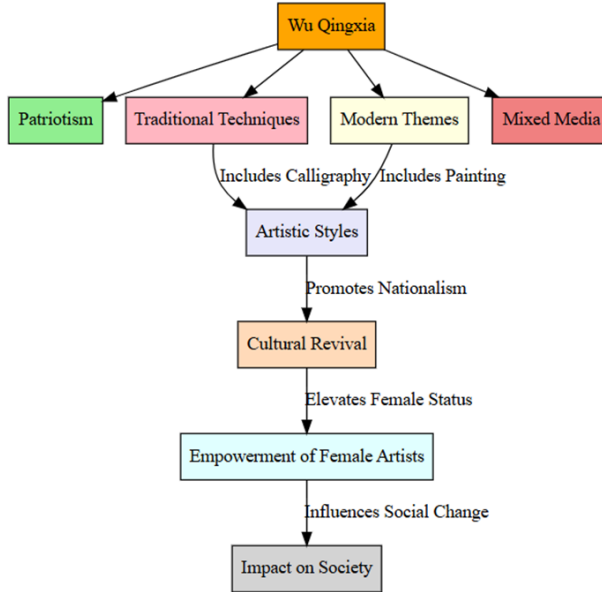 Wu Qingxia
Patriotism
Traditional Techniques
Modern Themes
Mixed Media
Includes Calligraphy
Includes Painting
Artistic Styles
Promotes Nationalism
Cultural Revival
Elevates Female Status
Empowerment of Female Artists
Influences Social Change
Impact on Society